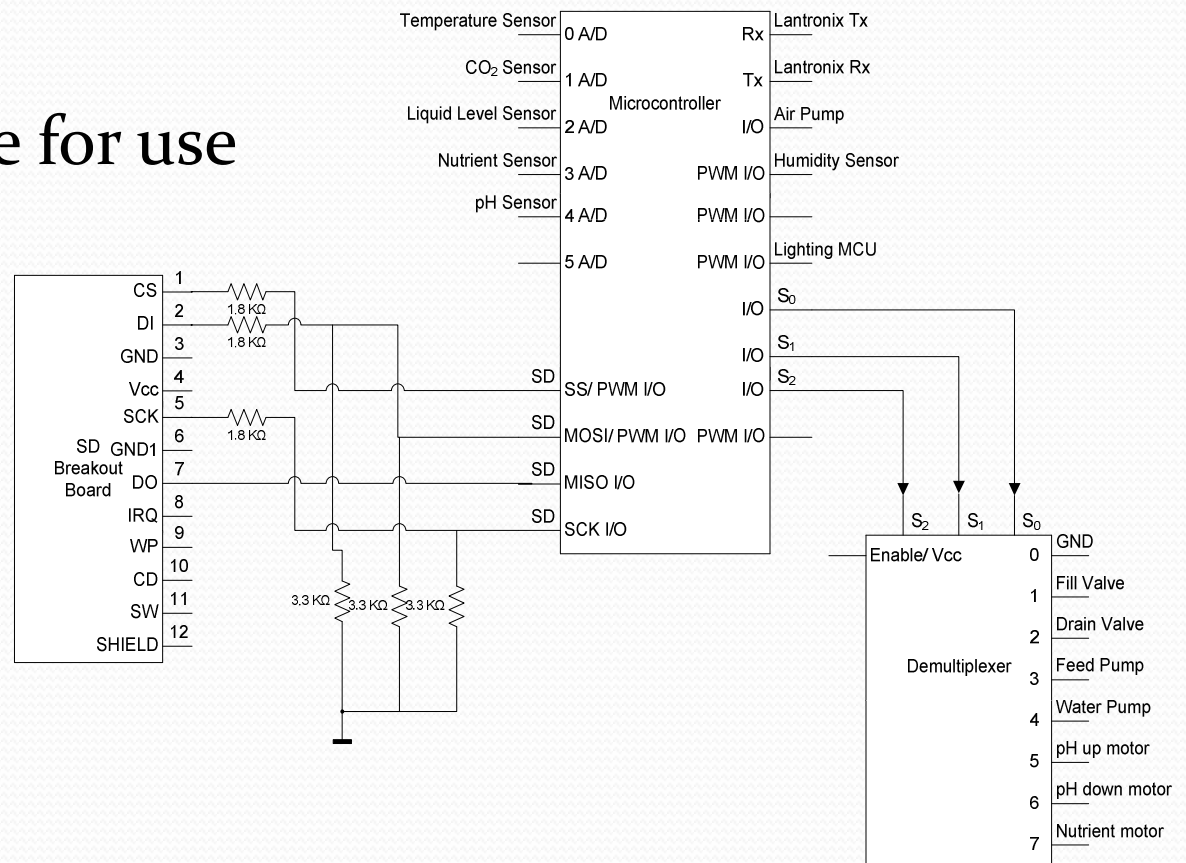 e for use
Temperature Sensor
CO₂ Sensor
Liquid Level Sensor
Nutrient Sensor
pH Sensor
0 A/D
1 A/D
2 A/D
3 A/D
4 A/D
5 A/D
Microcontroller
Rx
Tx
I/O
PWM I/O
PWM I/O
PWM I/O
I/O
I/O
I/O
PWM I/O
Lantronix Tx
Lantronix Rx
Air Pump
Humidity Sensor
Lighting MCU
S₀
S₁
S₂
SD
SS/ PWM I/O
SD
MOSI/ PWM I/O
SD
MISO I/O
SD
SCK I/O
CS 1
DI 2
GND 3
Vcc 4
SCK 5
GND1 6
DO 7
IRQ 8
WP 9
CD 10
SW 11
SHIELD 12
SD
Breakout
Board
1.8 KΩ
1.8 KΩ
1.8 KΩ
3.3 KΩ
3.3 KΩ
3.3 KΩ
S₂ S₁ S₀
Enable/ Vcc
Demultiplexer
0 GND
1 Fill Valve
2 Drain Valve
3 Feed Pump
4 Water Pump
5 pH up motor
6 pH down motor
7 Nutrient motor